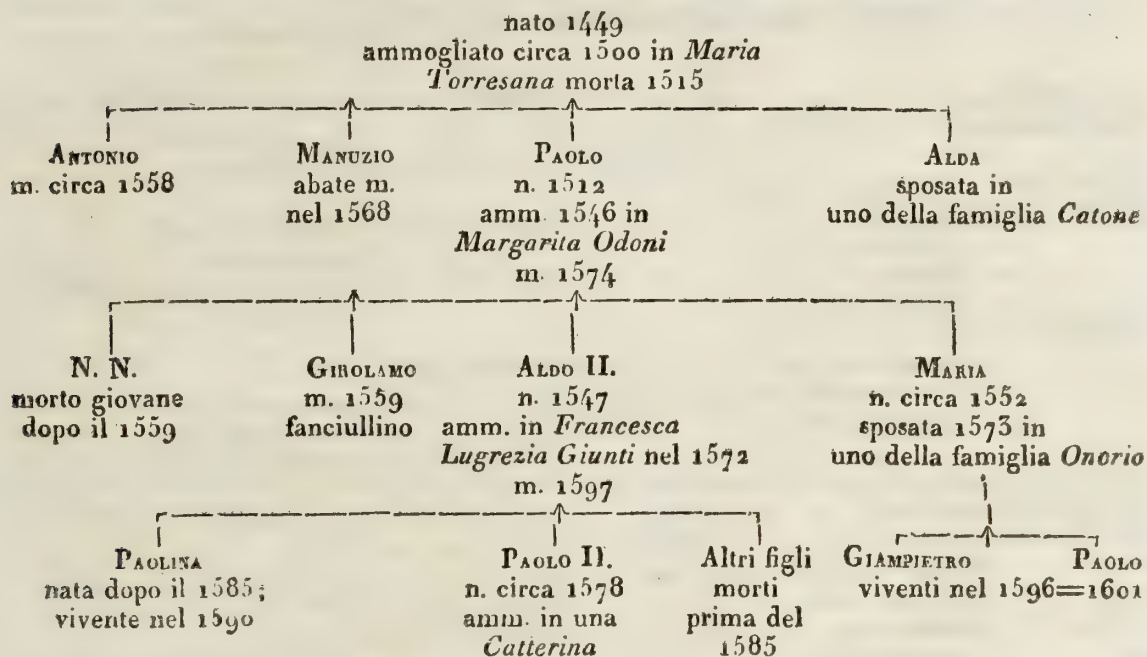 nato 1449
ammogliato circa 1500 in Maria
Torresana morta 1515
ANTONIO
m. circa 1558
MANUZIO
abate m.
nel 1568
PAOLO
n. 1512
amm. 1546 in
Margarita Odoni
m. 1574
ALDA
sposata in
uno della famiglia Catone
N. N.
morto giovane
dopo il 1559
GIROLAMO
m. 1559
fanciullino
ALDO II.
n. 1547
amm. in Francesca
Lugrezia Giunti nel 1572
m. 1597
MARIA
n. circa 1552
sposata 1573 in
uno della famiglia Onorio
PAOLINA
nata dopo il 1585;
vivente nel 1590
PAOLO II.
n. circa 1578
amm. in una
Catterina
Altri figli
morti
prima del
1585
GIAMPIETRO PAOLO
viventi nel 1596=1601